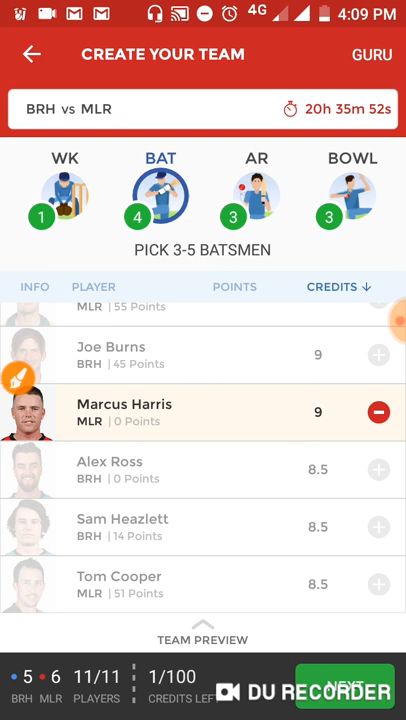 4G 4:09 PM
CREATE YOUR TEAM GURU
BRH vs MLR 20h 35m 52s
WK BAT AR BOWL
1 4 3 3
PICK 3-5 BATSMEN
INFO PLAYER POINTS CREDITS ↓
MLR | 55 Points
Joe Burns
BRH | 45 Points 9
Marcus Harris
MLR | 0 Points 9
Alex Ross
BRH | 0 Points 8.5
Sam Heazlett
BRH | 14 Points 8.5
Tom Cooper
MLR | 51 Points 8.5
TEAM PREVIEW
5 6 11/11 1/100 NEXT
BRH MLR PLAYERS CREDITS LEFT
DU RECORDER